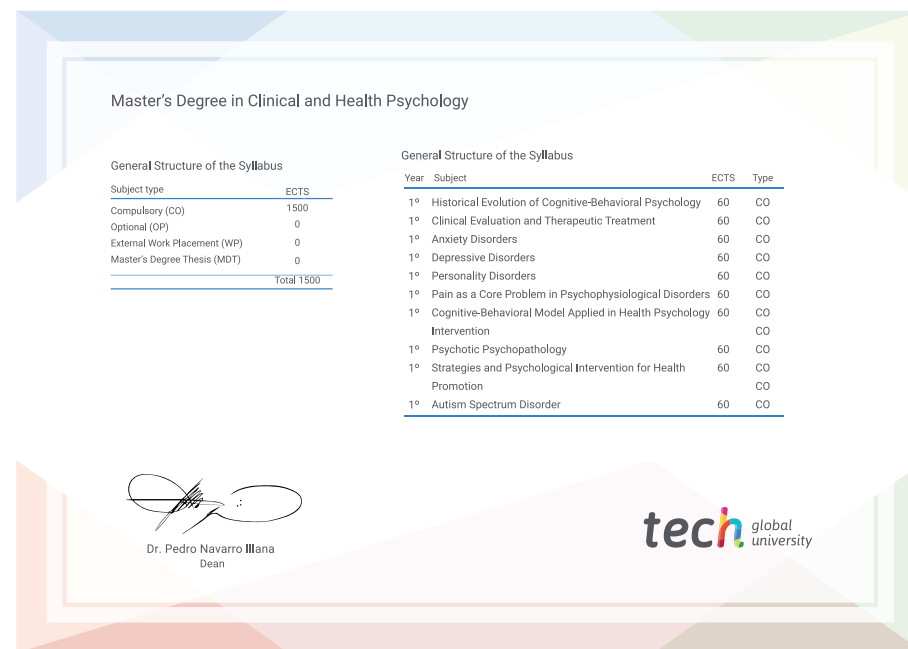 Master's Degree in Clinical and Health Psychology
General Structure of the Syllabus
Subject type ECTS
Compulsory (CO) 1500
Optional (OP) 0
External Work Placement (WP) 0
Master's Degree Thesis (MDT) 0
Total 1500
General Structure of the Syllabus
Year Subject ECTS Type
1º Historical Evolution of Cognitive-Behavioral Psychology 60 CO
1º Clinical Evaluation and Therapeutic Treatment 60 CO
1º Anxiety Disorders 60 CO
1º Depressive Disorders 60 CO
1º Personality Disorders 60 CO
1º Pain as a Core Problem in Psychophysiological Disorders 60 CO
1º Cognitive-Behavioral Model Applied in Health Psychology 60 CO
Intervention CO
1º Psychotic Psychopathology 60 CO
1º Strategies and Psychological Intervention for Health 60 CO
Promotion CO
1º Autism Spectrum Disorder 60 CO
Dr. Pedro Navarro Illana
Dean
tech global
university